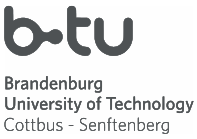 b-tu
Brandenburg
University of Technology
Cottbus - Senftenberg